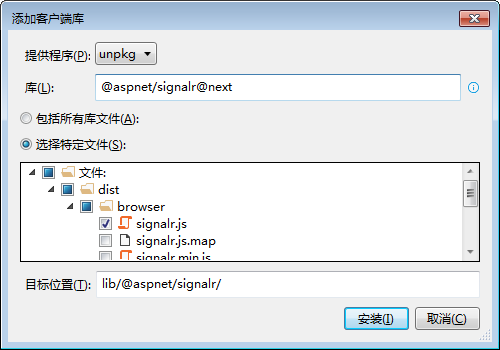 添加客户端库
提供程序(P): unpkg
库(L): @aspnet/signalr@next
包括所有库文件(A):
选择特定文件(S):
文件:
dist
browser
signalr.js
signalr.js.map
signalr.min.js
目标位置(T): lib/@aspnet/signalr/
安装(I) 取消(C)